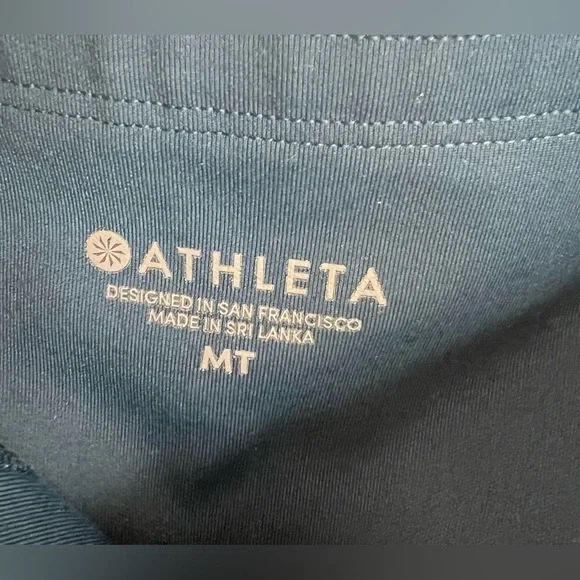 ATHLETA
DESIGNED IN SAN FRANCISCO
MADE IN SRI LANKA
MT